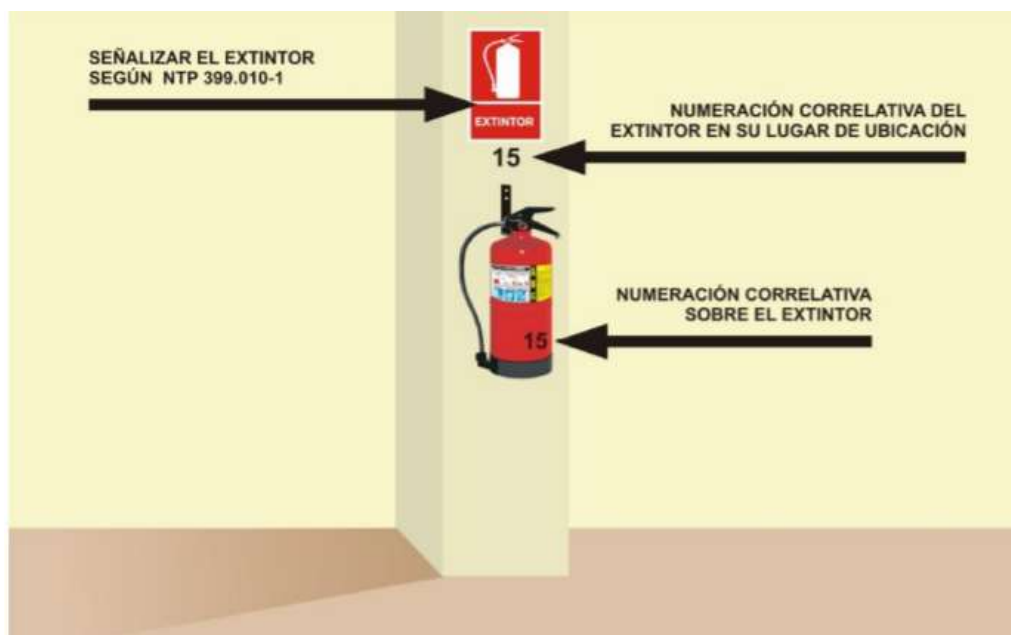 SEÑALIZAR EL EXTINTOR
SEGÚN NTP 399.010-1
EXTINTOR
NUMERACIÓN CORRELATIVA DEL
EXTINTOR EN SU LUGAR DE UBICACIÓN
15
NUMERACIÓN CORRELATIVA
SOBRE EL EXTINTOR
15